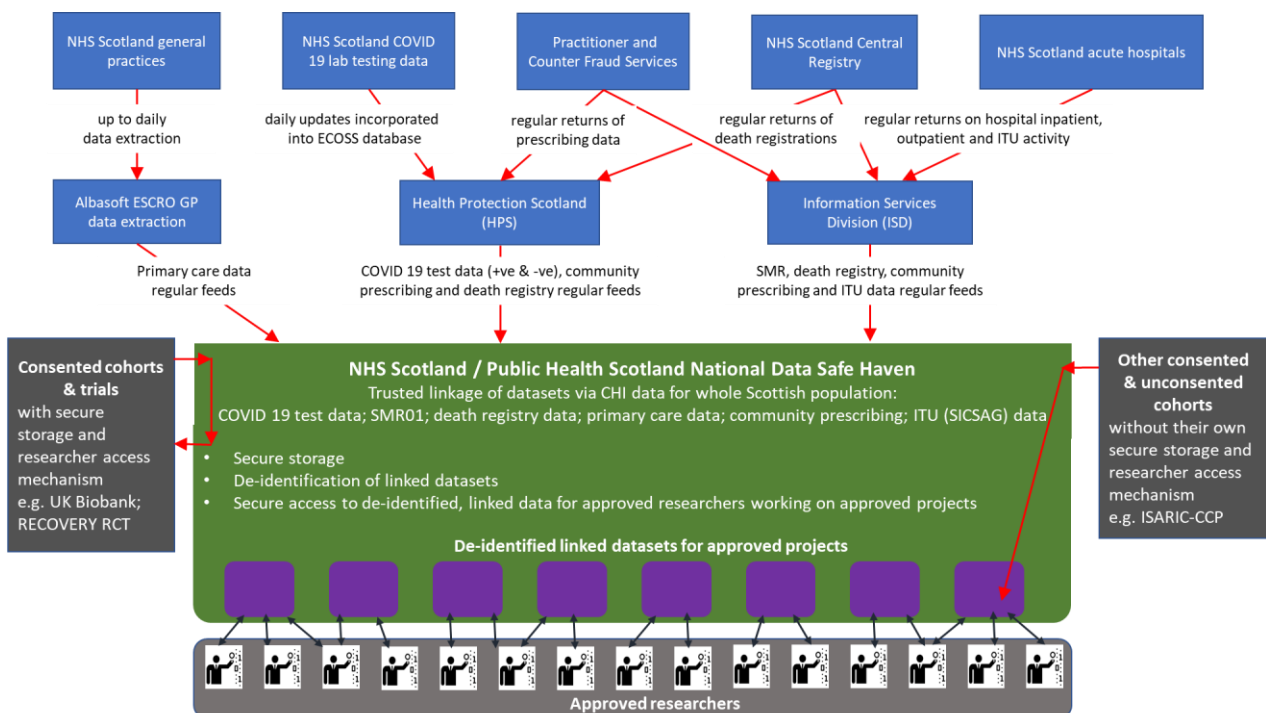 NHS Scotland general
practices
NHS Scotland COVID
19 lab testing data
Practitioner and
Counter Fraud Services
NHS Scotland Central
Registry
NHS Scotland acute hospitals
up to daily
data extraction
daily updates incorporated
into ECOSS database
regular returns of
prescribing data
regular returns of
death registrations
regular returns on hospital inpatient,
outpatient and ITU activity
Albasoft ESCRO GP
data extraction
Health Protection Scotland
(HPS)
Information Services
Division (ISD)
Primary care data
regular feeds
COVID 19 test data (+ve & -ve), community
prescribing and death registry regular feeds
SMR, death registry, community
prescribing and ITU data regular feeds
Consented cohorts
& trials
with secure
storage and
researcher access
mechanism
e.g. UK Biobank;
RECOVERY RCT
NHS Scotland / Public Health Scotland National Data Safe Haven
Trusted linkage of datasets via CHI data for whole Scottish population:
COVID 19 test data; SMR01; death registry data; primary care data; community prescribing; ITU (SICSAG) data
• Secure storage
• De-identification of linked datasets
• Secure access to de-identified, linked data for approved researchers working on approved projects
De-identified linked datasets for approved projects
Other consented
& unconsented
cohorts
without their own
secure storage and
researcher access
mechanism
e.g. ISARIC-CCP
Approved researchers